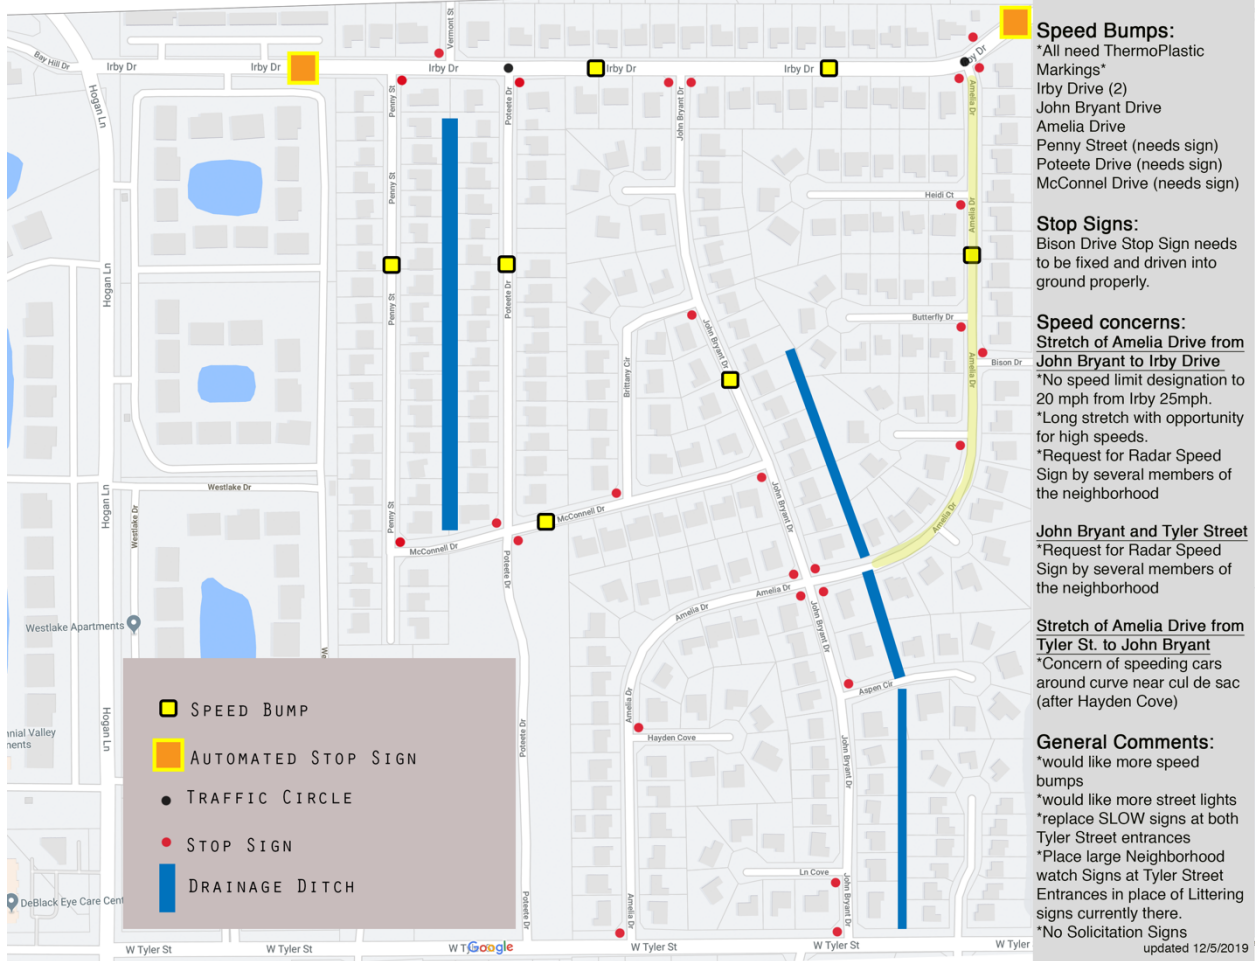 Vermont St
Bay Hill Dr
Irby Dr
Irby Dr
Irby Dr
Irby Dr
Irby Dr
Hogan Ln
Penny St
Poteete Dr
John Bryant Dr
Amelia Dr
Penny St
Heidi Ct
Amelia Dr
Hogan Ln
Penny St
Poteete Dr
Butterfly Dr
John Bryant Dr
Brittany Cir
Amelia Dr
Bison Dr
Westlake Dr
Hogan Ln
Westlake Dr
Penny St
McConnell Dr
McConnell Dr
John Bryant Dr
Amelia Dr
Poteete Dr
Amelia Dr
Amelia Dr
John Bryant Dr
Westlake Apartments
We
Aspen Cir
Amelia Dr
Hogan Ln
Poteete Dr
Hayden Cove
John Bryant Dr
nnial Valley
ments
Ln Cove
John Bryant Dr
Poteete Dr
Amelia Dr
DeBlack Eye Care Cent
W Tyler St
W Tyler St
W T
Google
W Tyler St
W Tyler St
W Tyler
Speed Bump
Automated Stop Sign
Traffic Circle
Stop Sign
Drainage Ditch
Speed Bumps:
*All need ThermoPlastic
Markings*
Irby Drive (2)
John Bryant Drive
Amelia Drive
Penny Street (needs sign)
Poteete Drive (needs sign)
McConnel Drive (needs sign)
Stop Signs:
Bison Drive Stop Sign needs
to be fixed and driven into
ground properly.
Speed concerns:
Stretch of Amelia Drive from
John Bryant to Irby Drive
*No speed limit designation to
20 mph from Irby 25mph.
*Long stretch with opportunity
for high speeds.
*Request for Radar Speed
Sign by several members of
the neighborhood
John Bryant and Tyler Street
*Request for Radar Speed
Sign by several members of
the neighborhood
Stretch of Amelia Drive from
Tyler St. to John Bryant
*Concern of speeding cars
around curve near cul de sac
(after Hayden Cove)
General Comments:
*would like more speed
bumps
*would like more street lights
*replace SLOW signs at both
Tyler Street entrances
*Place large Neighborhood
watch Signs at Tyler Street
Entrances in place of Littering
signs currently there.
*No Solicitation Signs
updated 12/5/2019